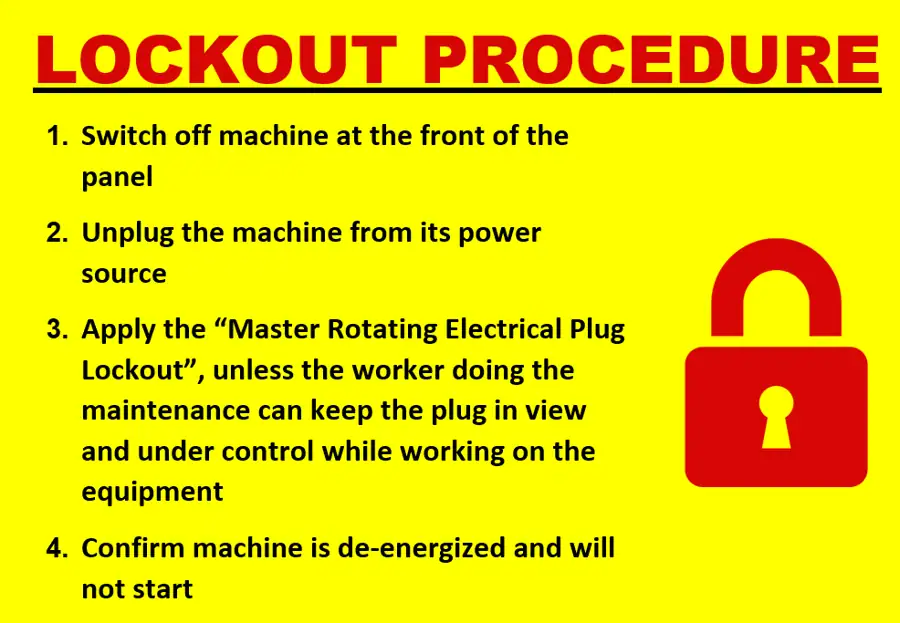 LOCKOUT PROCEDURE
1. Switch off machine at the front of the
panel
2. Unplug the machine from its power
source
3. Apply the “Master Rotating Electrical Plug
Lockout”, unless the worker doing the
maintenance can keep the plug in view
and under control while working on the
equipment
4. Confirm machine is de-energized and will
not start